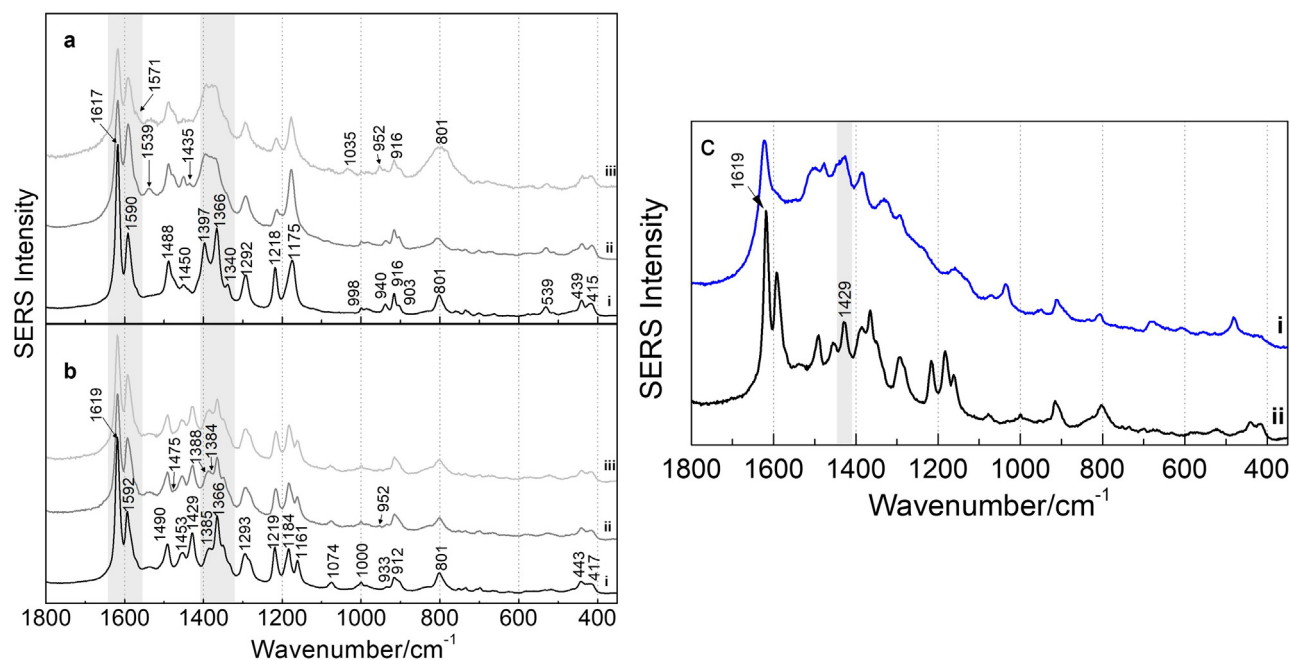 a
1617
1571
1539
1435
1590
1488
1450
1397
1366
1340
1292
1218
1175
1035
952
916
801
998
940
916
903
801
539
439
415
iii
ii
i
SERS Intensity
b
1619
1592
1475
1388
1384
1490
1453
1429
1385
1366
1293
1219
1184
1161
1074
1000
952
933
912
801
443
417
iii
ii
i
1800 1600 1400 1200 1000 800 600 400
Wavenumber/cm-1
C
1619
1429
i
ii
SERS Intensity
1800 1600 1400 1200 1000 800 600 400
Wavenumber/cm-1